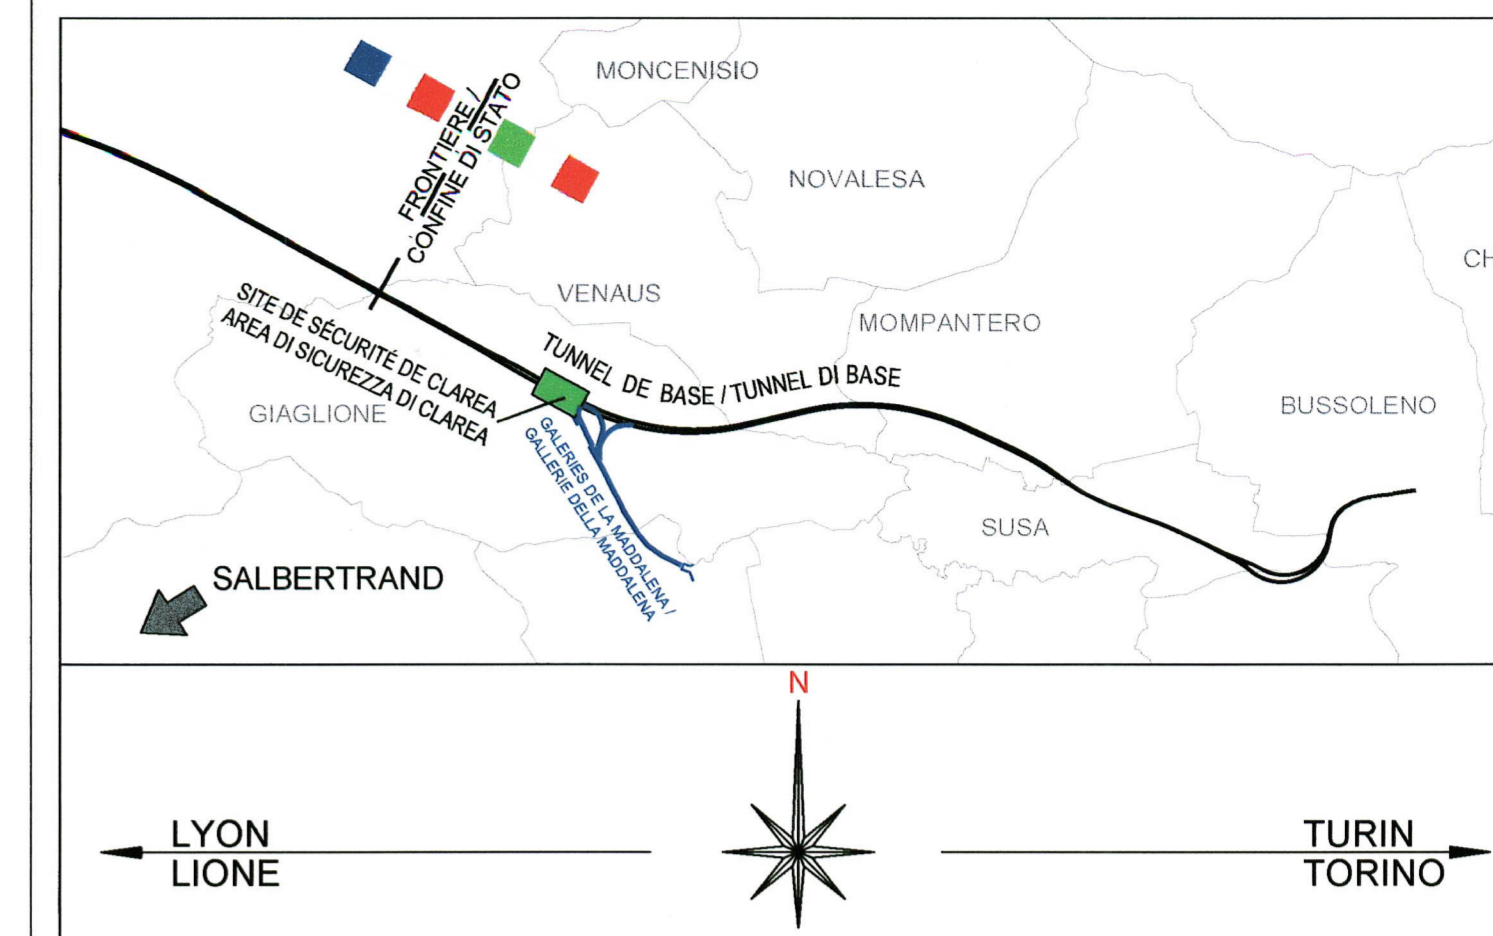 MONCENISIO
FRONTIERE /
CONFINE DI STATO
NOVALESA
CH
VENAUS
SITE DE SÉCURITÉ DE CLAREA
AREA DI SICUREZZA DI CLAREA
MOMPANTERO
TUNNEL DE BASE / TUNNEL DI BASE
GIAGLIONE
BUSSOLENO
GALERIES DE LA MADDALENA /
GALLERIE DELLA MADDALENA
SUSA
SALBERTRAND
N
LYON
LIONE
TURIN
TORINO